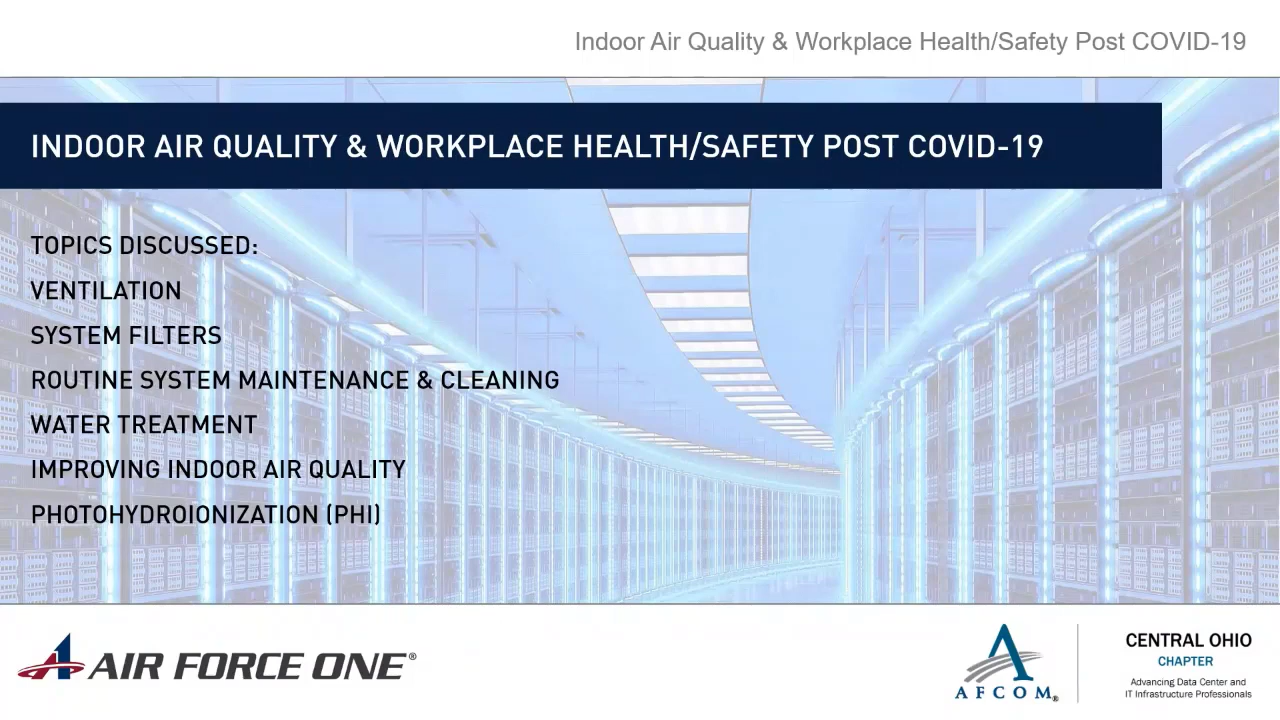 Indoor Air Quality & Workplace Health/Safety Post COVID-19
INDOOR AIR QUALITY & WORKPLACE HEALTH/SAFETY POST COVID-19
TOPICS DISCUSSED:
VENTILATION
SYSTEM FILTERS
ROUTINE SYSTEM MAINTENANCE & CLEANING
WATER TREATMENT
IMPROVING INDOOR AIR QUALITY
PHOTOHYDROIONIZATION (PHI)
AIR FORCE ONE®
AFCOM®
CENTRAL OHIO
CHAPTER
Advancing Data Center and
IT Infrastructure Professionals